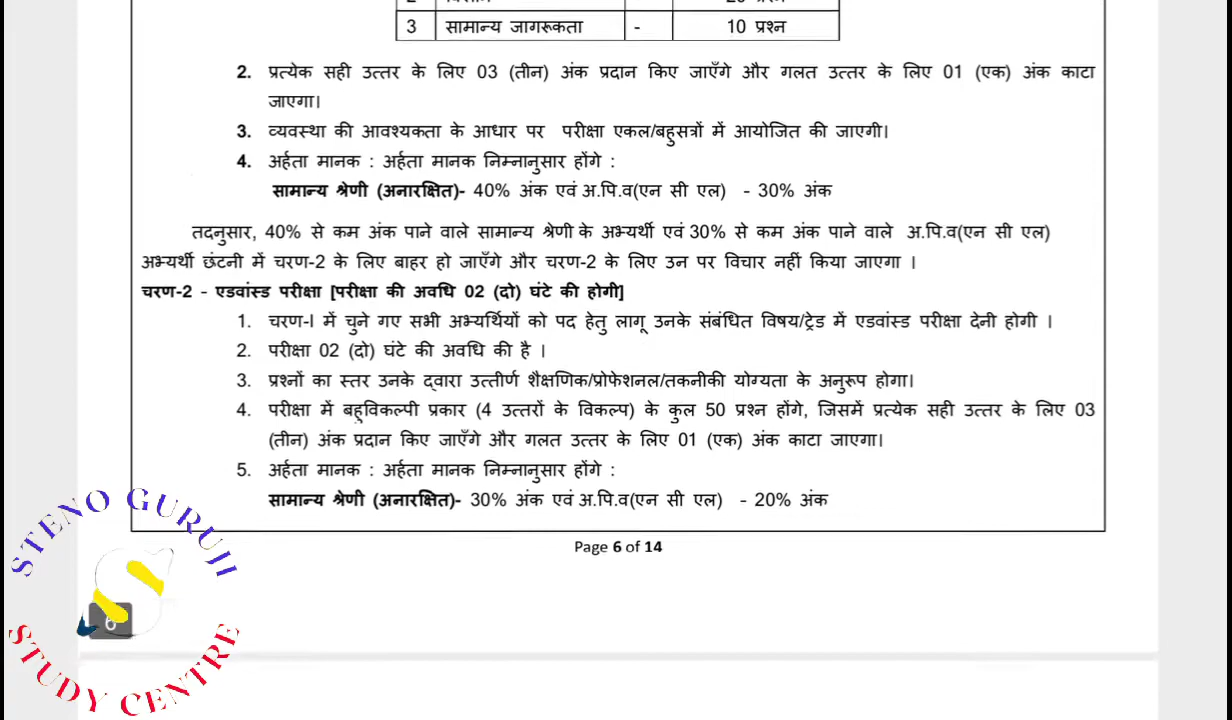 3 सामान्य जागरूकता - 10 प्रश्न
2. प्रत्येक सही उत्तर के लिए 03 (तीन) अंक प्रदान किए जाएँगे और गलत उत्तर के लिए 01 (एक) अंक काटा
जाएगा।
3. व्यवस्था की आवश्यकता के आधार पर परीक्षा एकल/बहुसत्रों में आयोजित की जाएगी।
4. अर्हता मानक : अर्हता मानक निम्नानुसार होंगे :
सामान्य श्रेणी (अनारक्षित)- 40% अंक एवं अ.पि.व(एन सी एल) - 30% अंक
तदनुसार, 40% से कम अंक पाने वाले सामान्य श्रेणी के अभ्यर्थी एवं 30% से कम अंक पाने वाले अ.पि.व(एन सी एल)
अभ्यर्थी छंटनी में चरण-2 के लिए बाहर हो जाएँगे और चरण-2 के लिए उन पर विचार नहीं किया जाएगा ।
चरण-2 - एडवांस्ड परीक्षा [परीक्षा की अवधि 02 (दो) घंटे की होगी]
1. चरण-I में चुने गए सभी अभ्यर्थियों को पद हेतु लागू उनके संबंधित विषय/ट्रेड में एडवांस्ड परीक्षा देनी होगी ।
2. परीक्षा 02 (दो) घंटे की अवधि की है ।
3. प्रश्नों का स्तर उनके द्वारा उत्तीर्ण शैक्षणिक/प्रोफेशनल/तकनीकी योग्यता के अनुरूप होगा।
4. परीक्षा में बहुविकल्पी प्रकार (4 उत्तरों के विकल्प) के कुल 50 प्रश्न होंगे, जिसमें प्रत्येक सही उत्तर के लिए 03
(तीन) अंक प्रदान किए जाएँगे और गलत उत्तर के लिए 01 (एक) अंक काटा जाएगा।
5. अर्हता मानक : अर्हता मानक निम्नानुसार होंगे :
सामान्य श्रेणी (अनारक्षित)- 30% अंक एवं अ.पि.व(एन सी एल) - 20% अंक
Page 6 of 14
STENO GURUJI
S
6
STUDY CENTRE